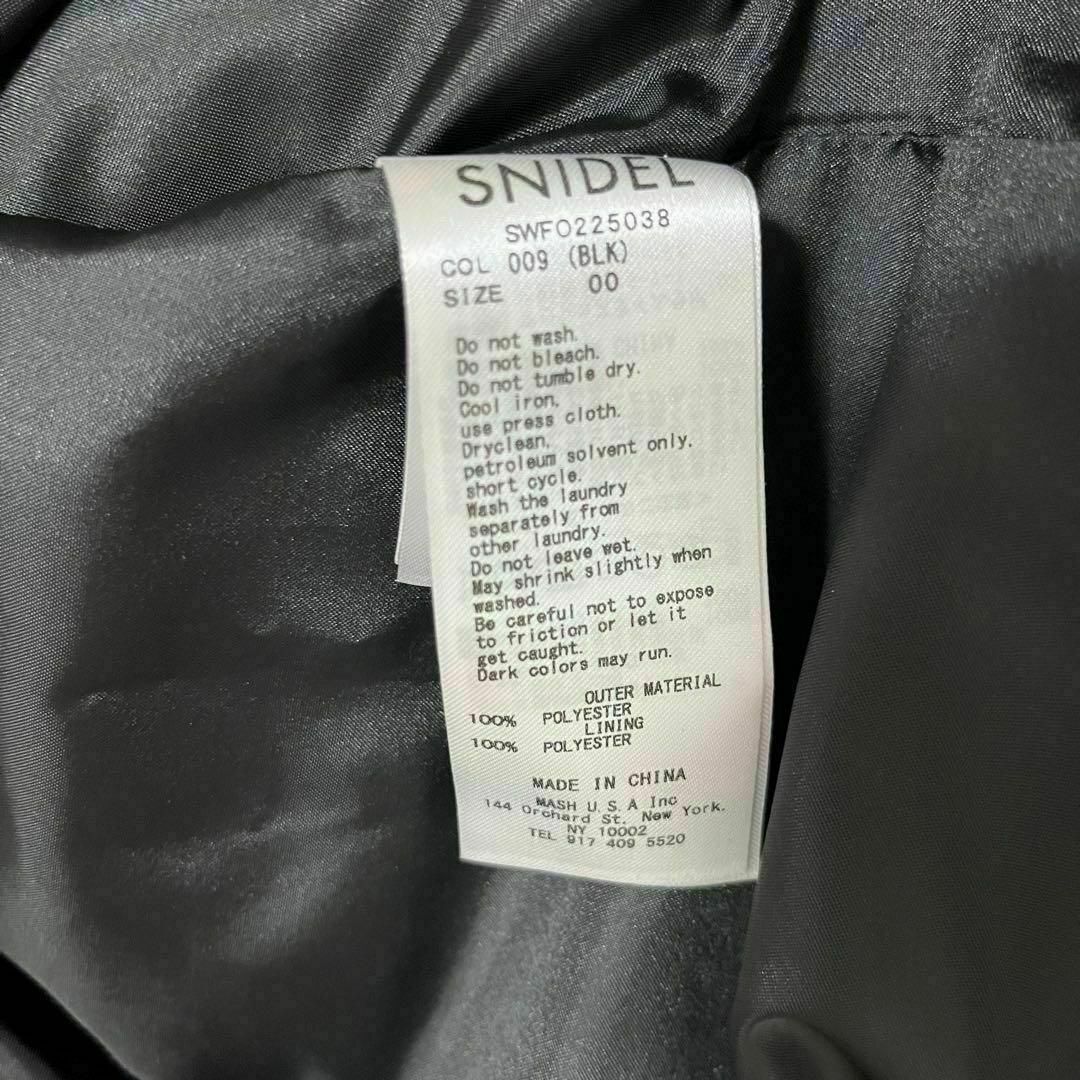 SNIDEL
SWFO225038
COL 009 (BLK)
SIZE 00
Do not wash.
Do not bleach.
Do not tumble dry.
Cool iron.
use press cloth.
Dryclean.
petroleum solvent only.
short cycle.
Wash the laundry
separately from
other laundry.
Do not leave wet.
May shrink slightly when
washed.
Be careful not to expose
to friction or let it
get caught.
Dark colors may run.
OUTER MATERIAL
100% POLYESTER
LINING
100% POLYESTER
MADE IN CHINA
MASH U.S.A Inc
144 Orchard St. New York.
NY 10002
TEL 917 409 5520